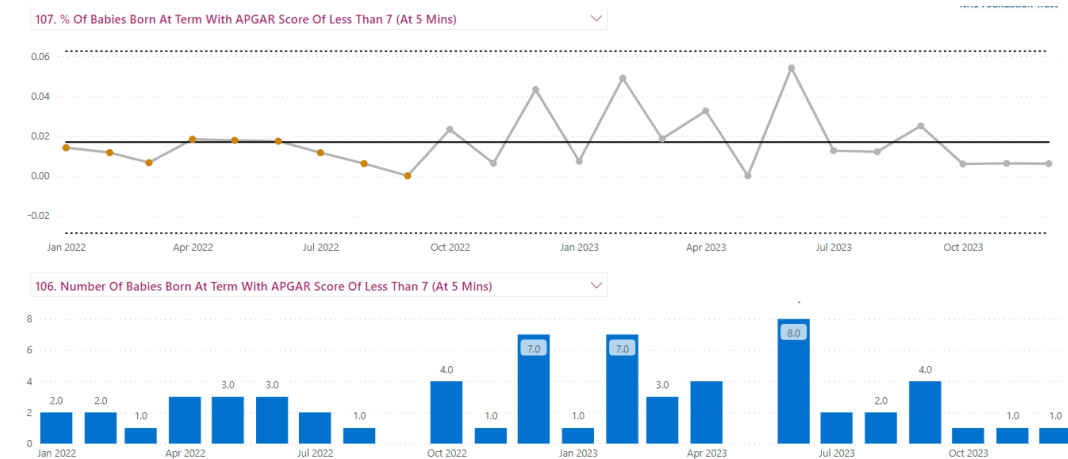 107. % Of Babies Born At Term With APGAR Score Of Less Than 7 (At 5 Mins)
0.06
0.04
0.02
0.00
-0.02
Jan 2022 Apr 2022 Jul 2022 Oct 2022 Jan 2023 Apr 2023 Jul 2023 Oct 2023
106. Number Of Babies Born At Term With APGAR Score Of Less Than 7 (At 5 Mins)
8
6
4
2
0
2.0 2.0 1.0 3.0 3.0 1.0 4.0 1.0 7.0 1.0 7.0 3.0 8.0 2.0 4.0 1.0 1.0
Jan 2022 Apr 2022 Jul 2022 Oct 2022 Jan 2023 Apr 2023 Jul 2023 Oct 2023